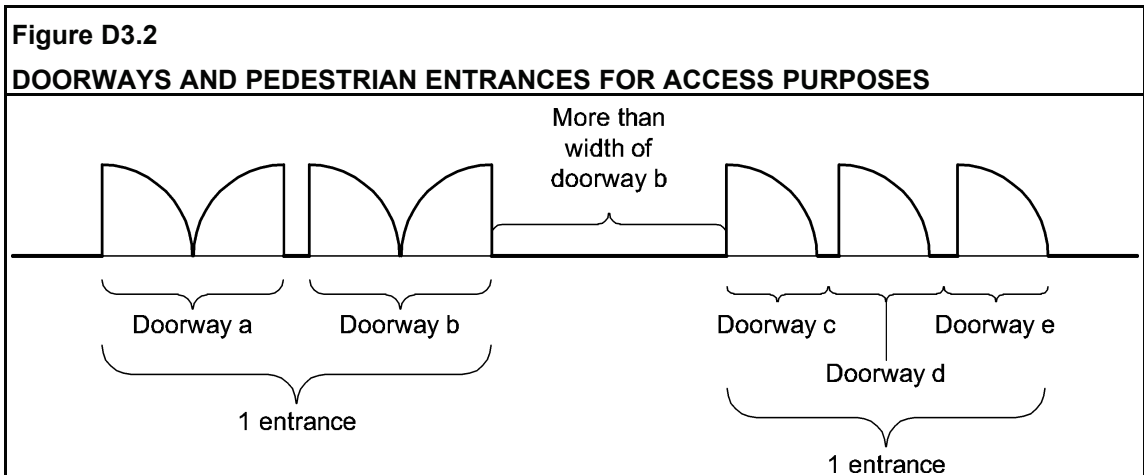 Figure D3.2
DOORWAYS AND PEDESTRIAN ENTRANCES FOR ACCESS PURPOSES
More than
width of
doorway b
Doorway a
Doorway b
Doorway c
Doorway e
Doorway d
1 entrance
1 entrance